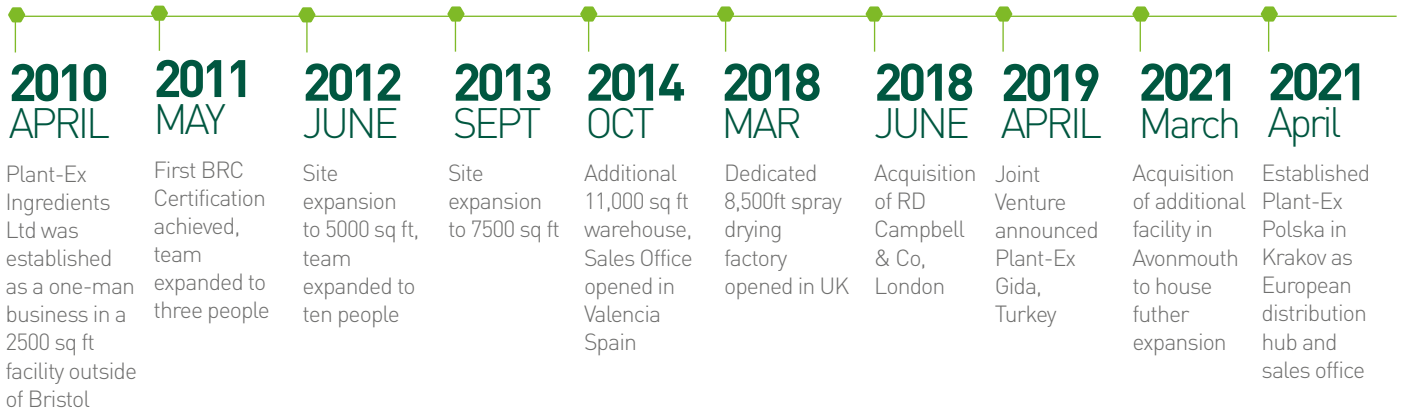 2010
APRIL
Plant-Ex
Ingredients
Ltd was
established
as a one-man
business in a
2500 sq ft
facility outside
of Bristol
2011
MAY
First BRC
Certification
achieved,
team
expanded to
three people
2012
JUNE
Site
expansion
to 5000 sq ft,
team
expanded to
ten people
2013
SEPT
Site
expansion
to 7500 sq ft
2014
OCT
Additional
11,000 sq ft
warehouse,
Sales Office
opened in
Valencia
Spain
2018
MAR
Dedicated
8,500ft spray
drying
factory
opened in UK
2018
JUNE
Acquisition
of RD
Campbell
& Co,
London
2019
APRIL
Joint
Venture
announced
Plant-Ex
Gida,
Turkey
2021
March
Acquisition
of additional
facility in
Avonmouth
to house
futher
expansion
2021
April
Established
Plant-Ex
Polska in
Krakov as
European
distribution
hub and
sales office